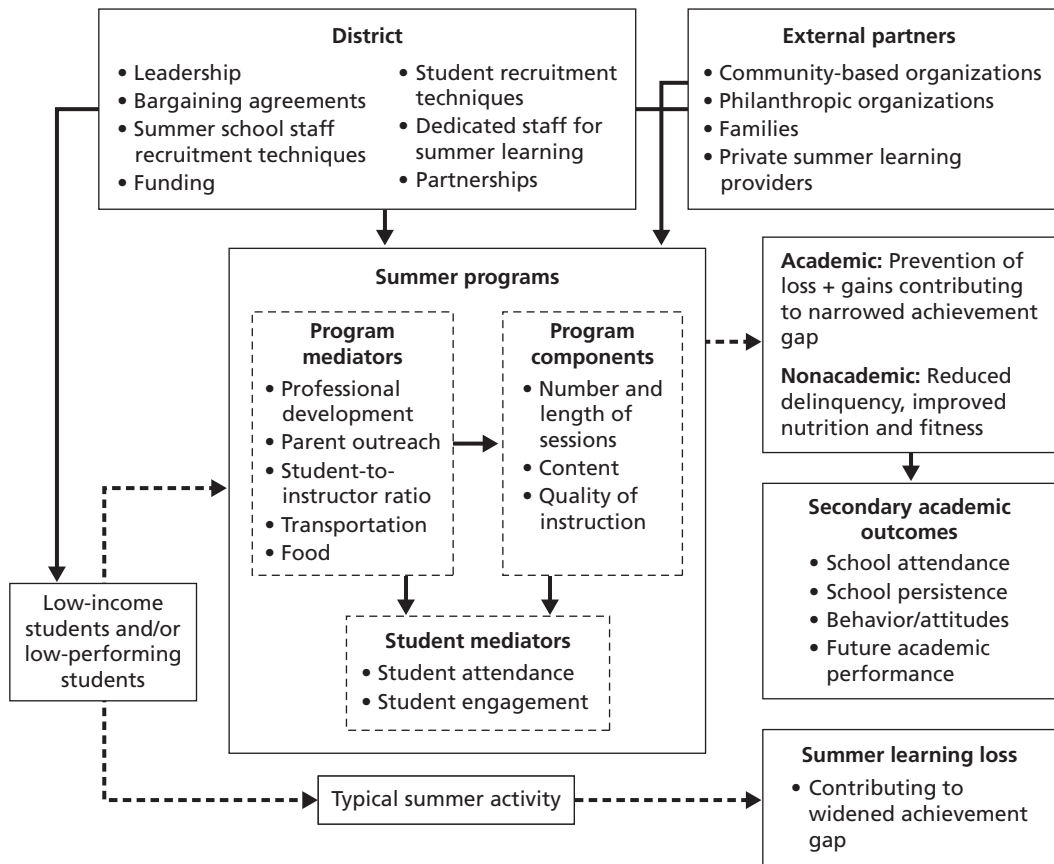 District
• Leadership
• Bargaining agreements
• Summer school staff
recruitment techniques
• Funding
• Student recruitment
techniques
• Dedicated staff for
summer learning
• Partnerships
External partners
• Community-based organizations
• Philanthropic organizations
• Families
• Private summer learning
providers
Summer programs
Program
mediators
• Professional
development
• Parent outreach
• Student-to-
instructor ratio
• Transportation
• Food
Program
components
• Number and
length of
sessions
• Content
• Quality of
instruction
Student mediators
• Student attendance
• Student engagement
Academic: Prevention of
loss + gains contributing
to narrowed achievement
gap
Nonacademic: Reduced
delinquency, improved
nutrition and fitness
Secondary academic
outcomes
• School attendance
• School persistence
• Behavior/attitudes
• Future academic
performance
Low-income
students and/or
low-performing
students
Typical summer activity
Summer learning loss
• Contributing to
widened achievement
gap